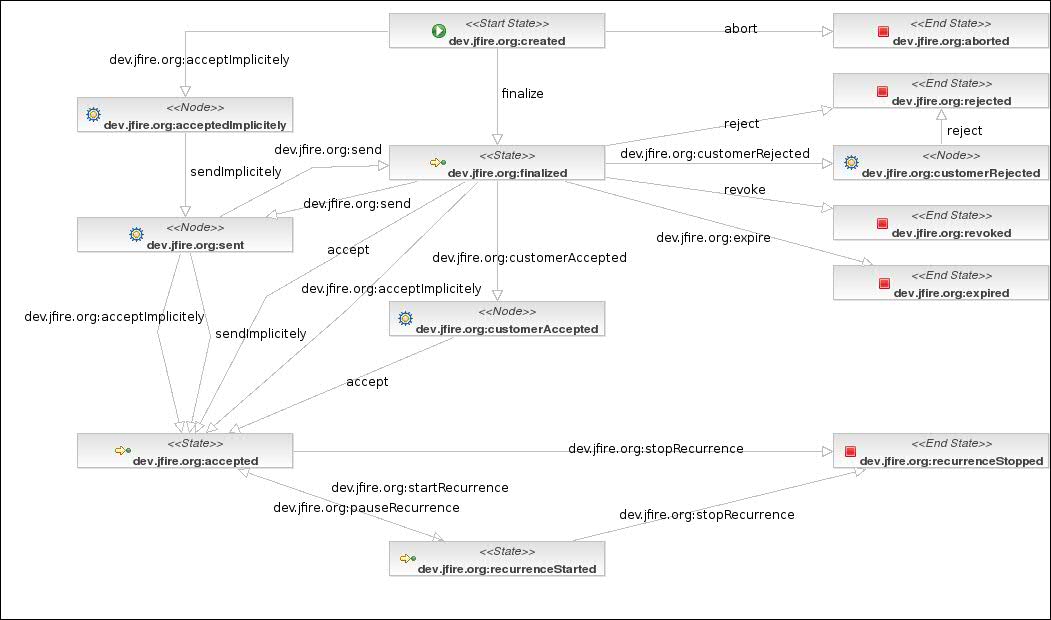 <<Start State>>
dev.jfire.org:created
abort
<<End State>>
dev.jfire.org:aborted
dev.jfire.org:acceptImplicitely
finalize
<<End State>>
dev.jfire.org:rejected
<<Node>>
dev.jfire.org:acceptedImplicitely
reject
reject
dev.jfire.org:send
<<State>>
dev.jfire.org:finalized
dev.jfire.org:customerRejected
<<Node>>
dev.jfire.org:customerRejected
sendImplicitely
revoke
dev.jfire.org:send
<<End State>>
dev.jfire.org:revoked
<<Node>>
dev.jfire.org:sent
dev.jfire.org:expire
accept
dev.jfire.org:customerAccepted
<<End State>>
dev.jfire.org:expired
dev.jfire.org:acceptImplicitely
dev.jfire.org:acceptImplicitely
<<Node>>
dev.jfire.org:customerAccepted
sendImplicitely
accept
<<State>>
dev.jfire.org:accepted
dev.jfire.org:stopRecurrence
<<End State>>
dev.jfire.org:recurrenceStopped
dev.jfire.org:startRecurrence
dev.jfire.org:pauseRecurrence
dev.jfire.org:stopRecurrence
<<State>>
dev.jfire.org:recurrenceStarted